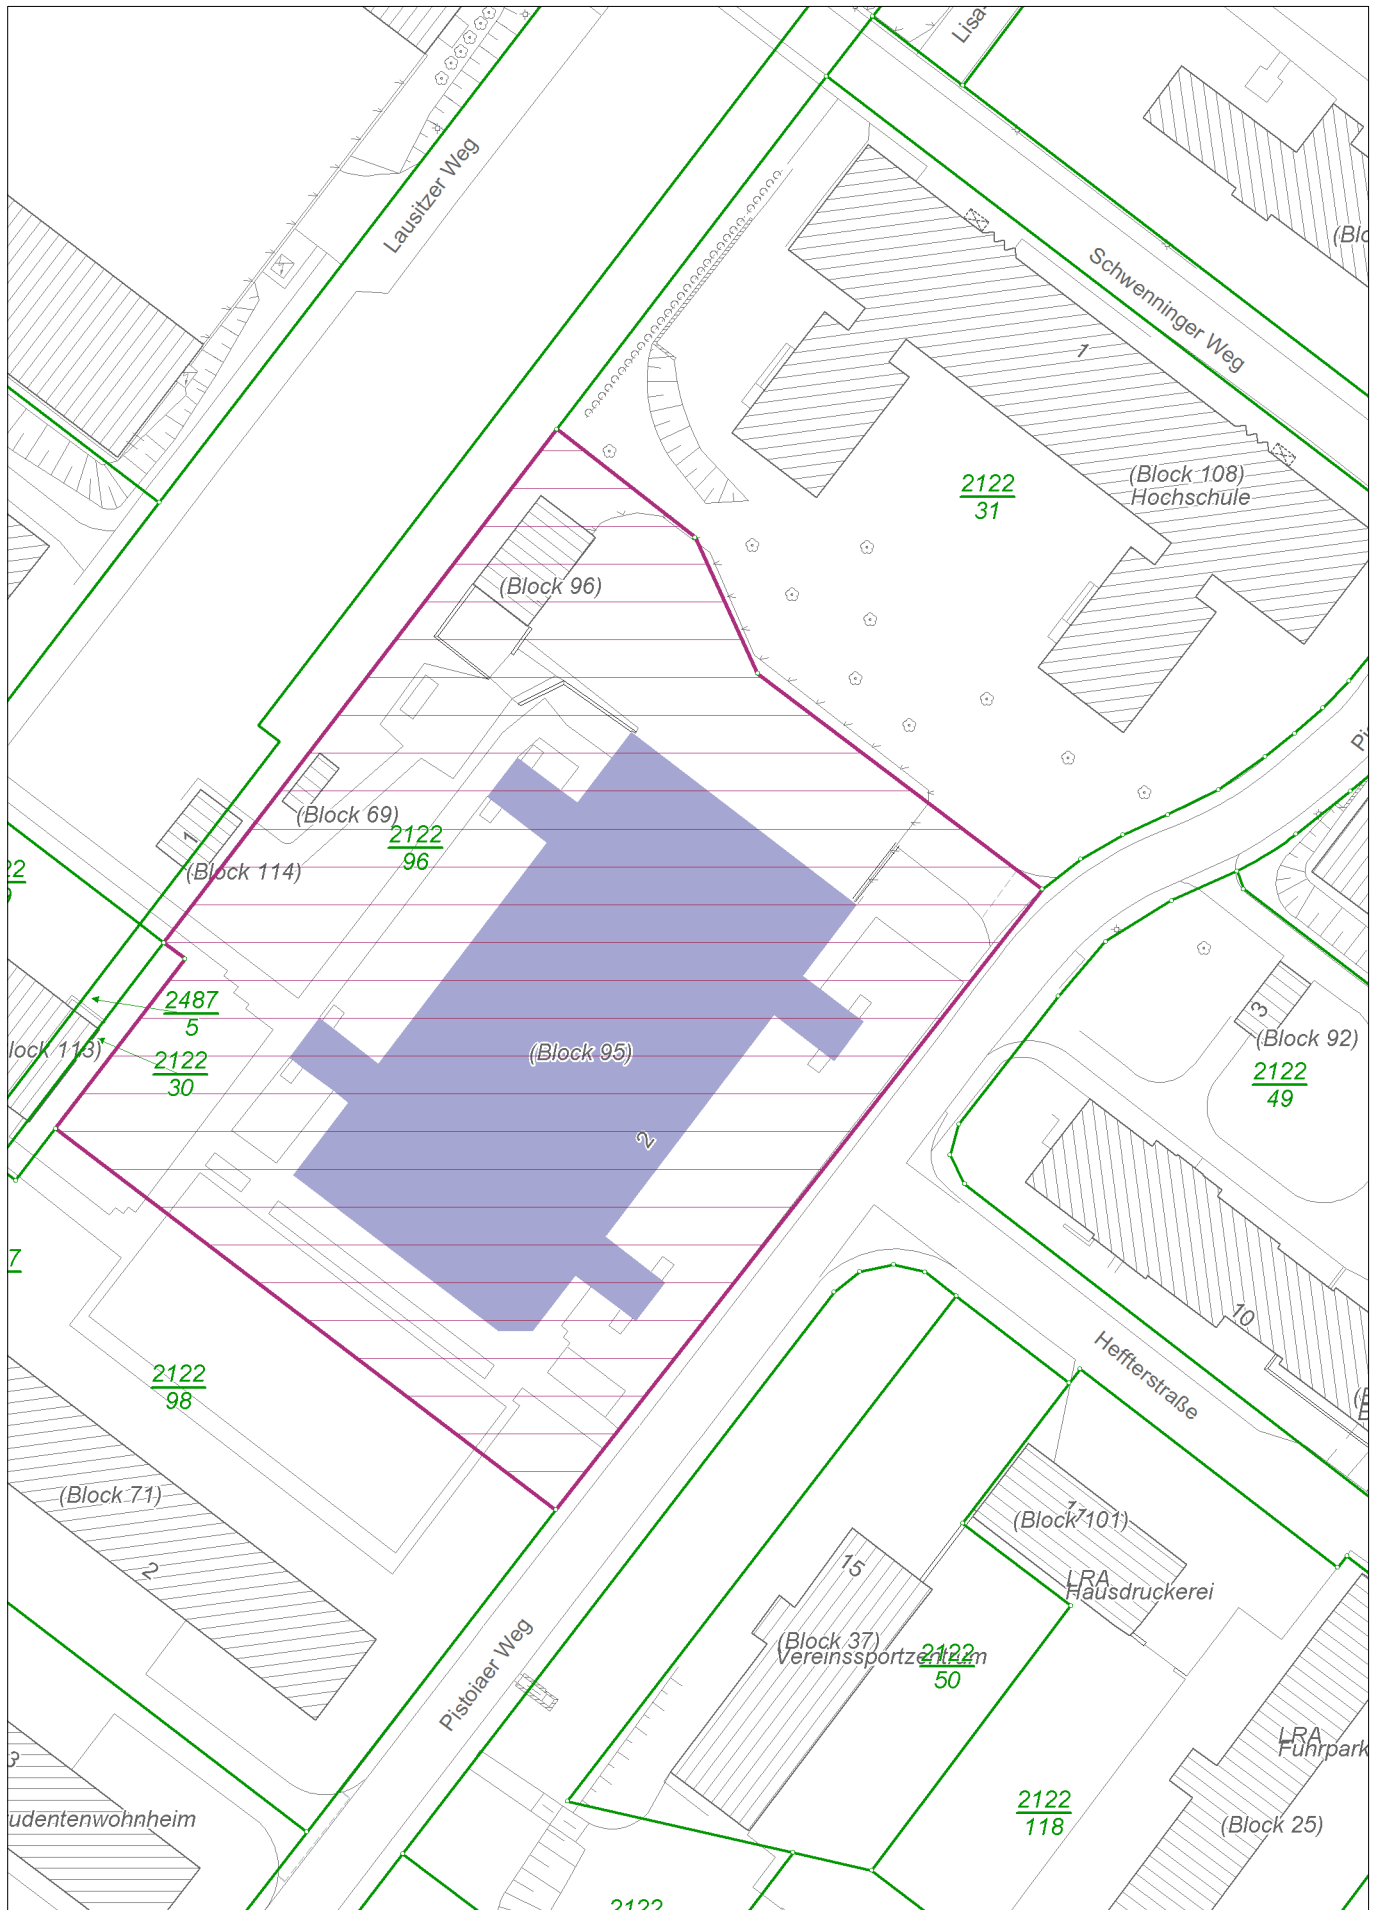 Lisa-
Lausitzer Weg
Schwenninger Weg
1
(Block 108)
Hochschule
2122
31
(Block 96)
(Block 69)
2122
96
1
(Block 114)
2487
5
2122
30
(Block 95)
2
3
(Block 92)
2122
49
10
Heffterstraße
2122
98
(Block 71)
2
(Block 101)
LRA
Hausdruckerei
15
(Block 37)
Vereinssportzentrum
2122
50
Pistoiaer Weg
LRA
Fuhrpark
2122
118
(Block 25)
3
udentenwohnheim
2122